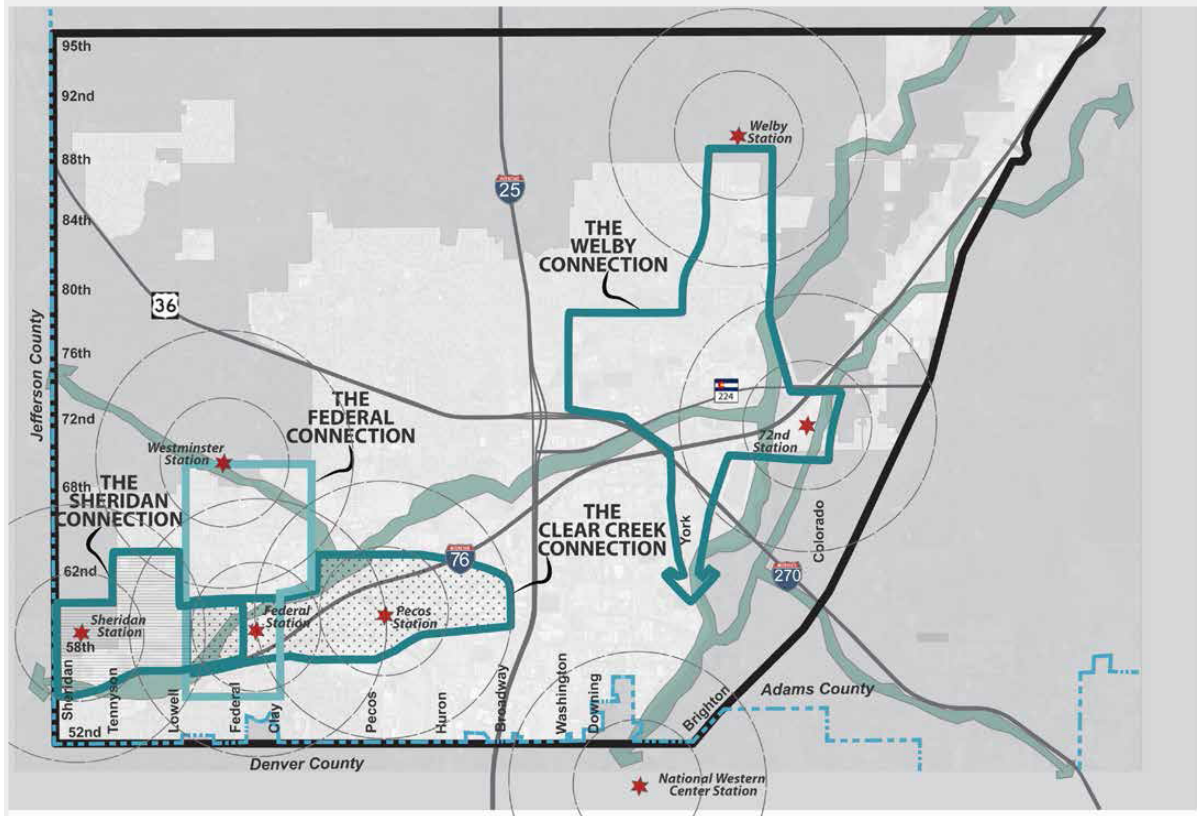 95th
92nd
88th
84th
80th
76th
72nd
68th
62nd
58th
52nd
Jefferson County
36
INTERSTATE
25
Welby
Station
THE
WELBY
CONNECTION
224
72nd
Station
THE
FEDERAL
CONNECTION
Westminster
Station
THE
SHERIDAN
CONNECTION
THE
CLEAR CREEK
CONNECTION
INTERSTATE
76
INTERSTATE
270
Sheridan
Station
Federal
Station
Pecos
Station
Sheridan
Tennyson
Lowell
Federal
Clay
Pecos
Huron
Broadway
Washington
Downing
York
Colorado
Brighton
Adams County
Denver County
National Western
Center Station